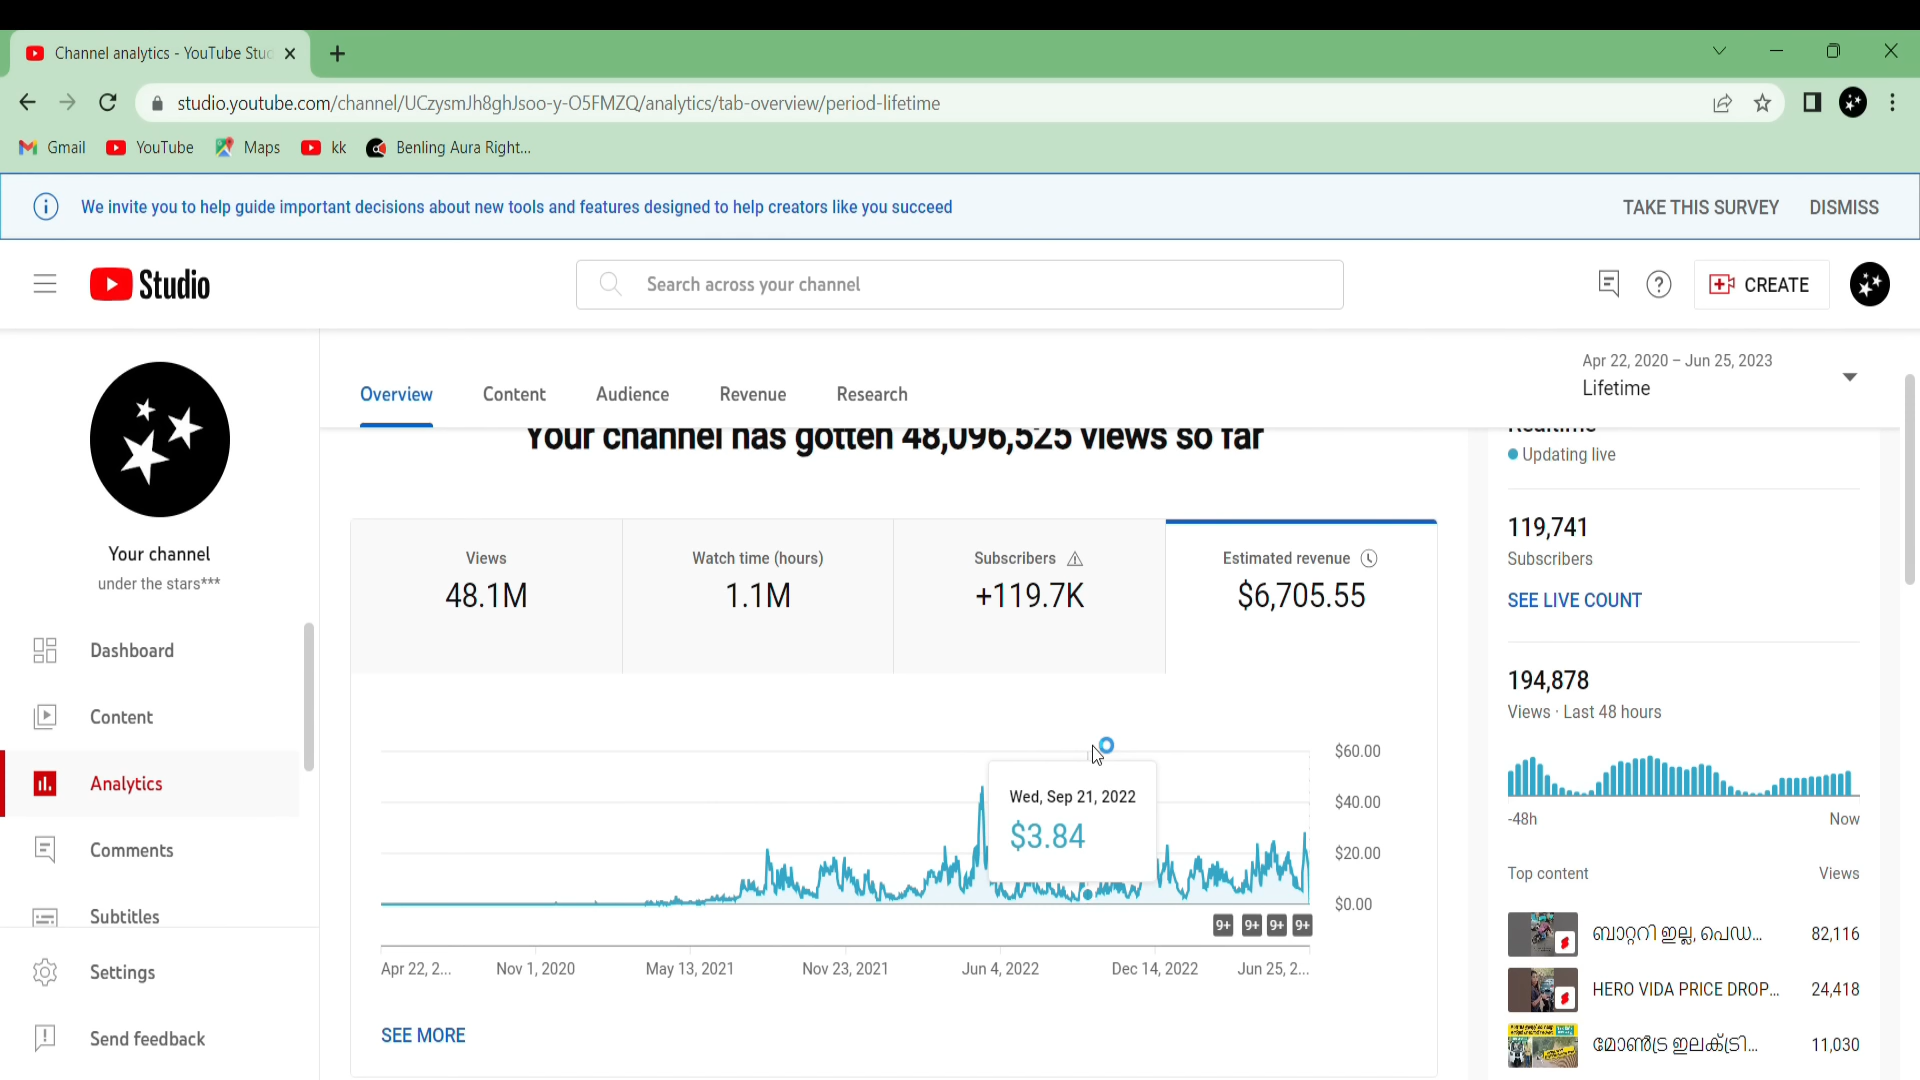 Channel analytics - YouTube Stu
studio.youtube.com/channel/UCzysmJh8ghJsoo-y-O5FMZQ/analytics/tab-overview/period-lifetime
Gmail
YouTube
Maps
kk
Benling Aura Right...
We invite you to help guide important decisions about new tools and features designed to help creators like you succeed
TAKE THIS SURVEY
DISMISS
Studio
Search across your channel
CREATE
Your channel
under the stars***
Dashboard
Content
Analytics
Comments
Subtitles
Settings
Send feedback
Overview
Content
Audience
Revenue
Research
Apr 22, 2020 – Jun 25, 2023
Lifetime
Your channel has gotten 48,096,525 views so far
Views
48.1M
Watch time (hours)
1.1M
Subscribers
+119.7K
Estimated revenue
$6,705.55
Wed, Sep 21, 2022
$3.84
$60.00
$40.00
$20.00
$0.00
9+
9+
9+
9+
Apr 22, 2...
Nov 1, 2020
May 13, 2021
Nov 23, 2021
Jun 4, 2022
Dec 14, 2022
Jun 25, 2...
SEE MORE
Realtime
Updating live
119,741
Subscribers
SEE LIVE COUNT
194,878
Views · Last 48 hours
-48h
Now
Top content
Views
ബാറ്ററി ഇല്ല, പെഡ...
82,116
HERO VIDA PRICE DROP...
24,418
മോൺട്ര ഇലക്ട്രി...
11,030